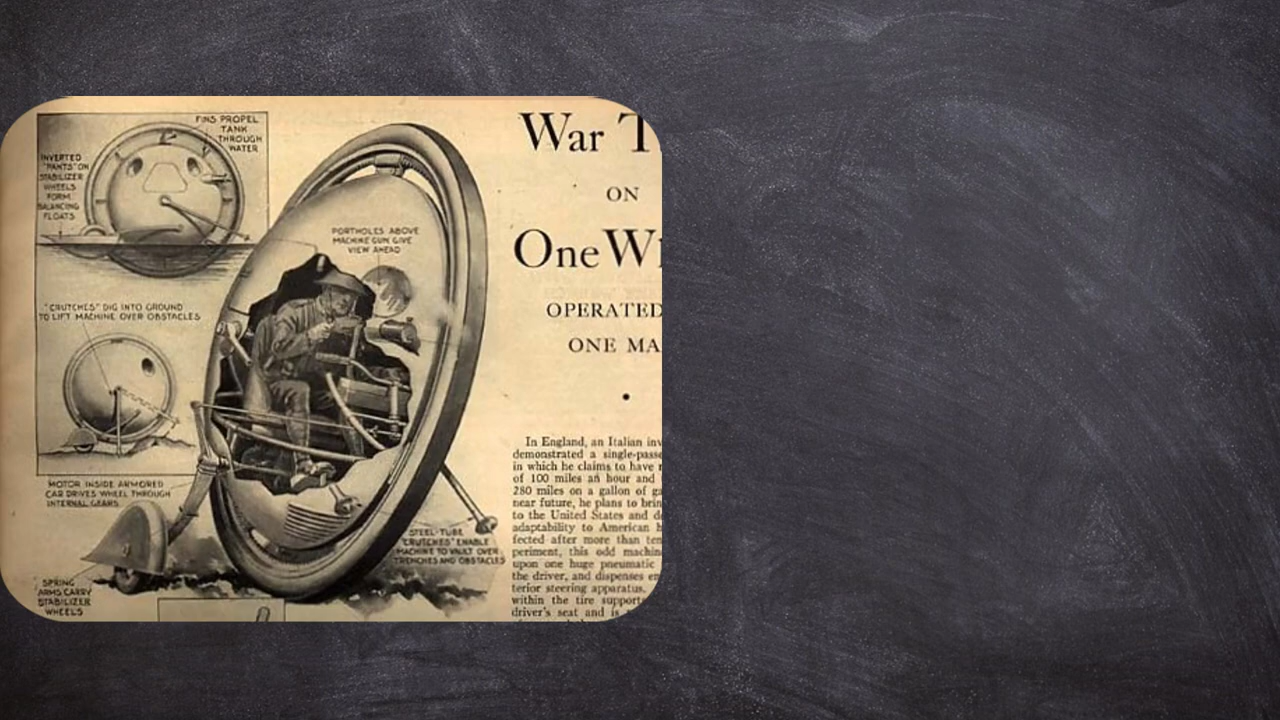 FINS PROPEL
TANK
THROUGH
WATER
INVERTED
"PANTS" ON
STABILIZER
WHEELS
FORM
BALANCING
FLOATS
PORTHOLES ABOVE
MACHINE GUN GIVE
VIEW AHEAD
"CRUTCHES" DIG INTO GROUND
TO LIFT MACHINE OVER OBSTACLES
MOTOR INSIDE ARMORED
CAR DRIVES WHEEL THROUGH
INTERNAL GEARS
STEEL-TUBE
"CRUTCHES" ENABLE
MACHINE TO VAULT OVER
TRENCHES AND OBSTACLES
SPRING
ARMS CARRY
STABILIZER
WHEELS
War T
ON
One W
OPERATED
ONE MA
In England, an Italian inv
demonstrated a single-passe
in which he claims to have r
of 100 miles an hour and
280 miles on a gallon of ga
near future, he plans to brin
to the United States and de
adaptability to American h
fected after more than ten
periment, this odd machin
upon one huge pneumatic
the driver, and dispenses en
terior steering apparatus.
within the tire supports
driver's seat and is